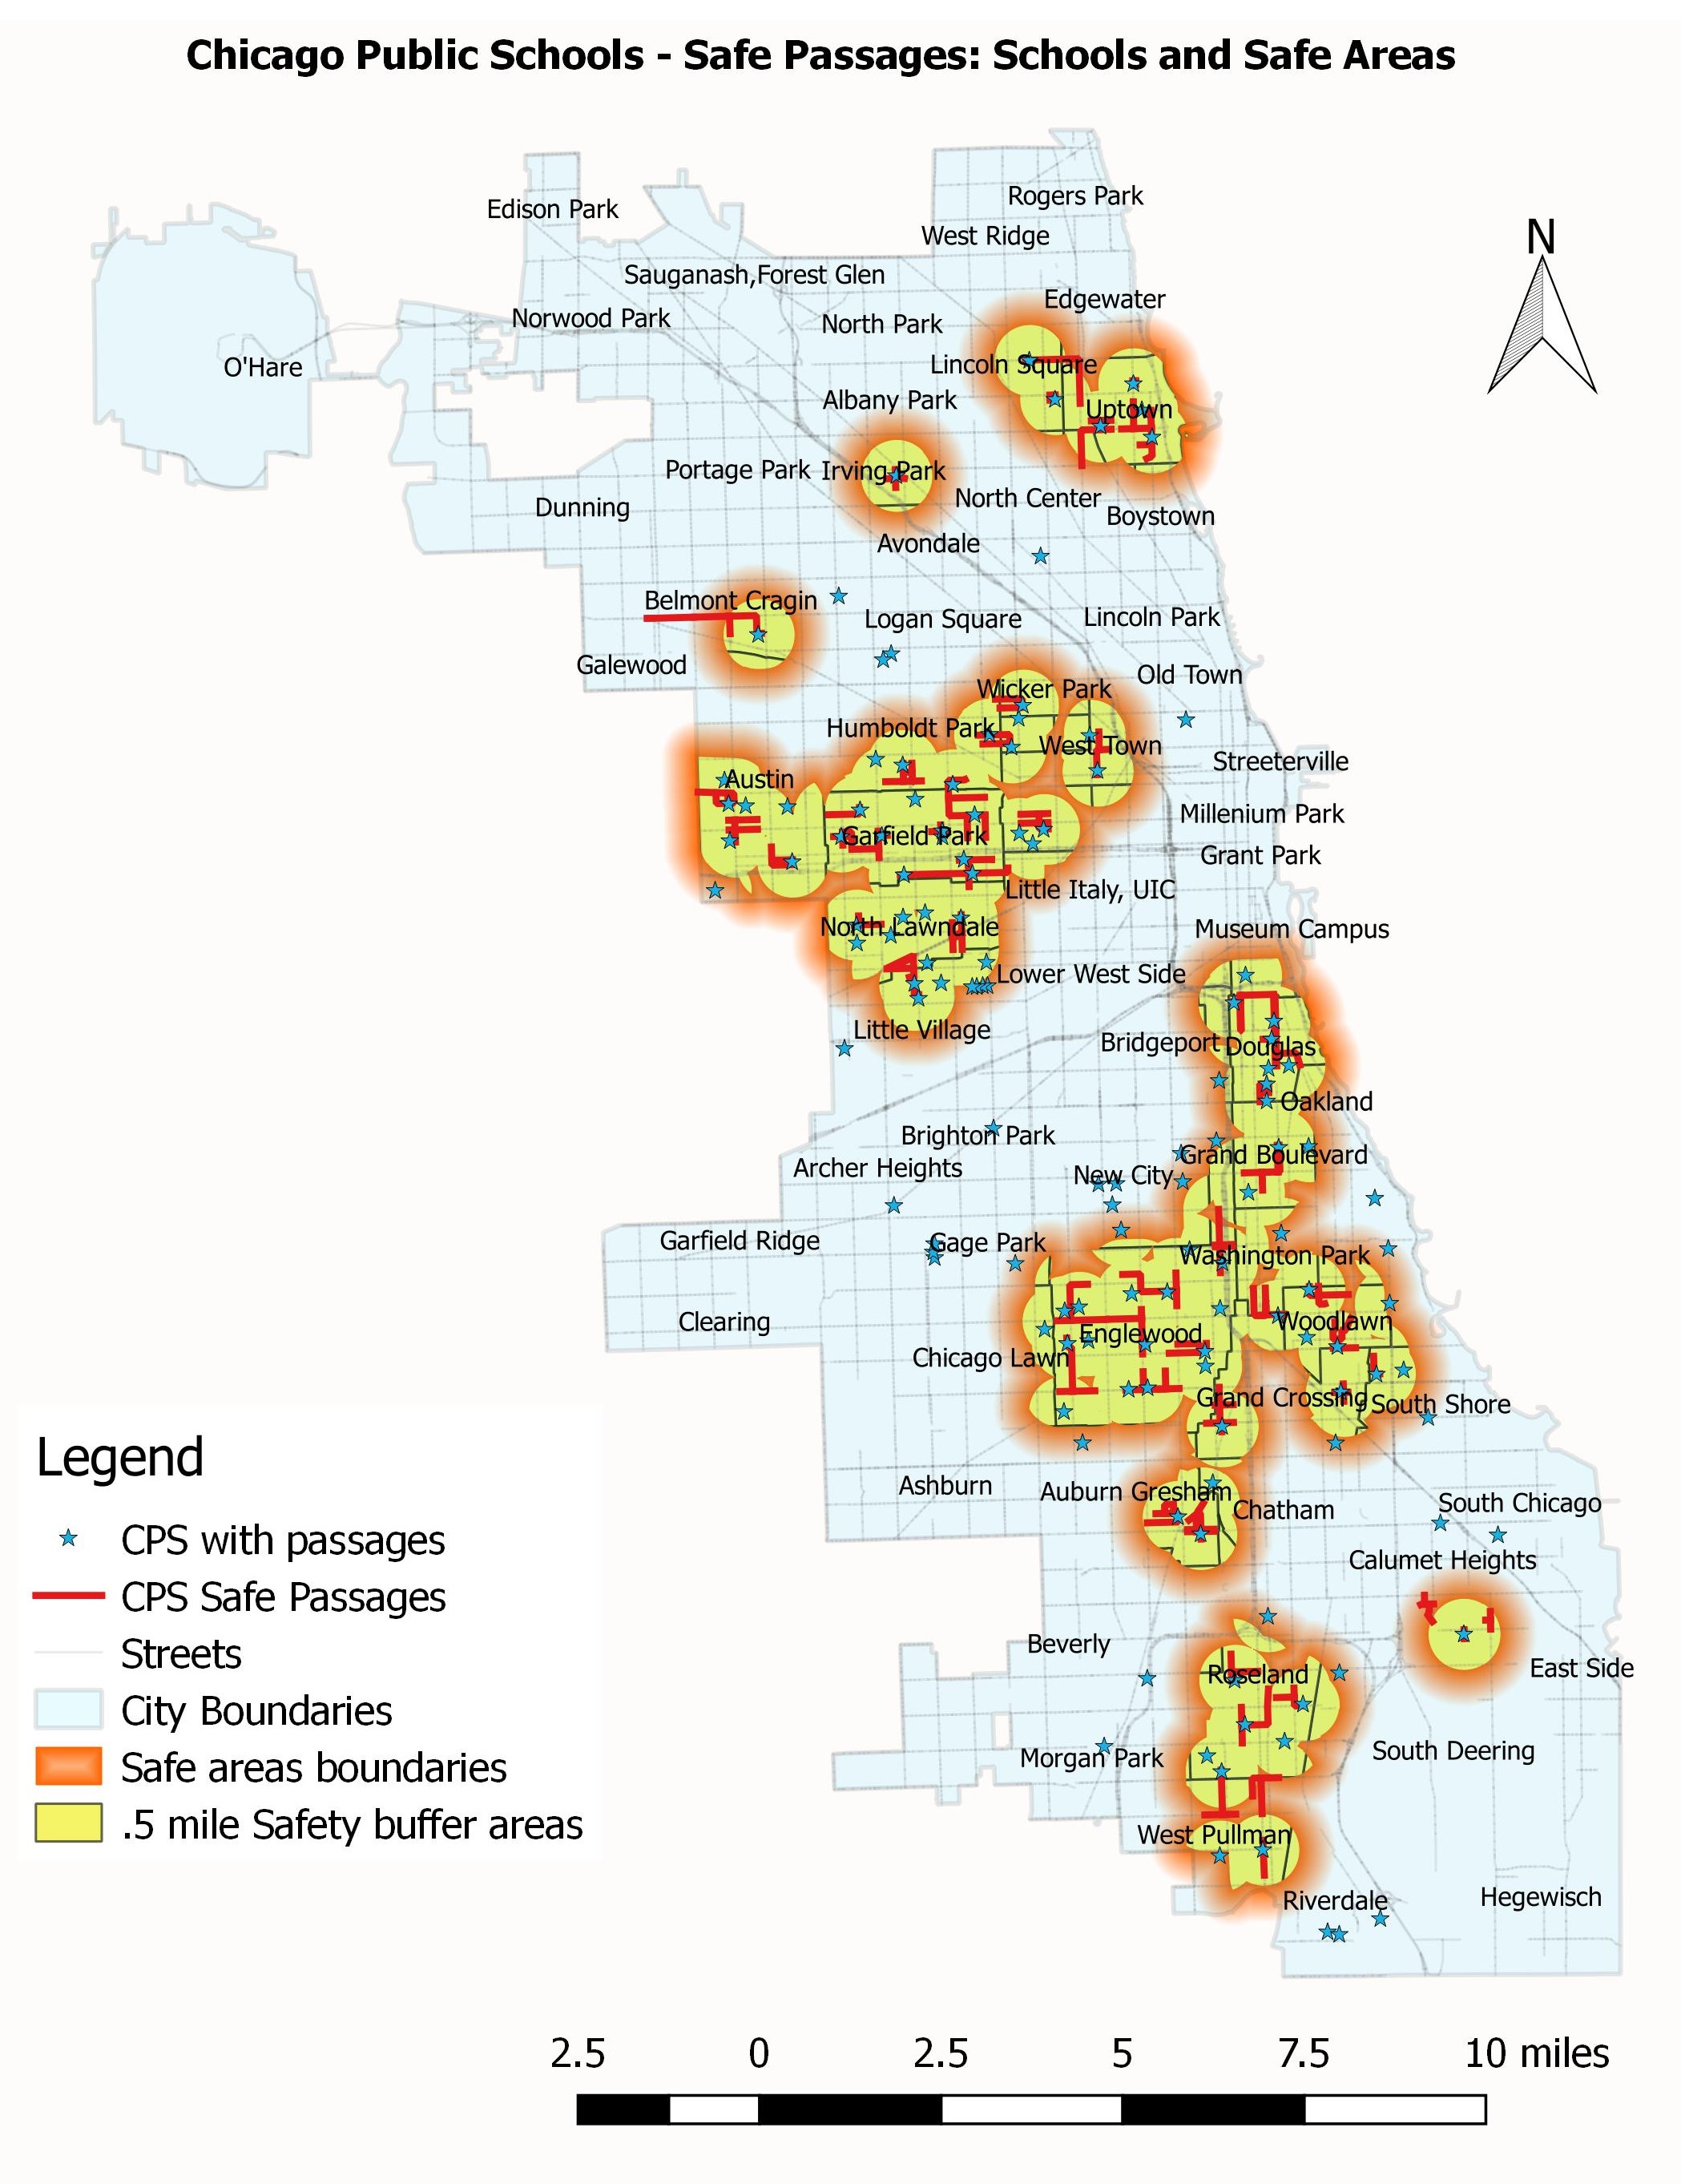 Chicago Public Schools - Safe Passages: Schools and Safe Areas
Rogers Park
Edison Park
West Ridge
N
Sauganash,Forest Glen
Edgewater
Norwood Park
North Park
O'Hare
Lincoln Square
Albany Park
Uptown
Portage Park
Irving Park
North Center
Dunning
Boystown
Avondale
Belmont Cragin
Logan Square
Lincoln Park
Galewood
Old Town
Wicker Park
Humboldt Park
West Town
Streeterville
Austin
Millenium Park
Garfield Park
Grant Park
Little Italy, UIC
North Lawndale
Museum Campus
Lower West Side
Little Village
Bridgeport
Douglas
Oakland
Brighton Park
Grand Boulevard
Archer Heights
New City
Garfield Ridge
Gage Park
Washington Park
Clearing
Woodlawn
Englewood
Chicago Lawn
Grand Crossing
South Shore
Ashburn
Auburn Gresham
Chatham
South Chicago
Calumet Heights
Beverly
East Side
Roseland
Morgan Park
South Deering
West Pullman
Riverdale
Hegewisch
Legend
CPS with passages
CPS Safe Passages
Streets
City Boundaries
Safe areas boundaries
.5 mile Safety buffer areas
2.5 0 2.5 5 7.5 10 miles